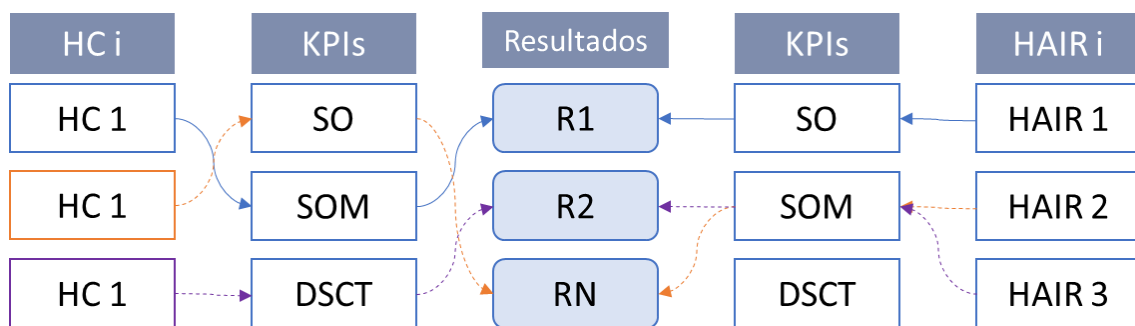 HC i KPIs Resultados KPIs HAIR i
HC 1 SO R1 SO HAIR 1
HC 1 SOM R2 SOM HAIR 2
HC 1 DSCT RN DSCT HAIR 3